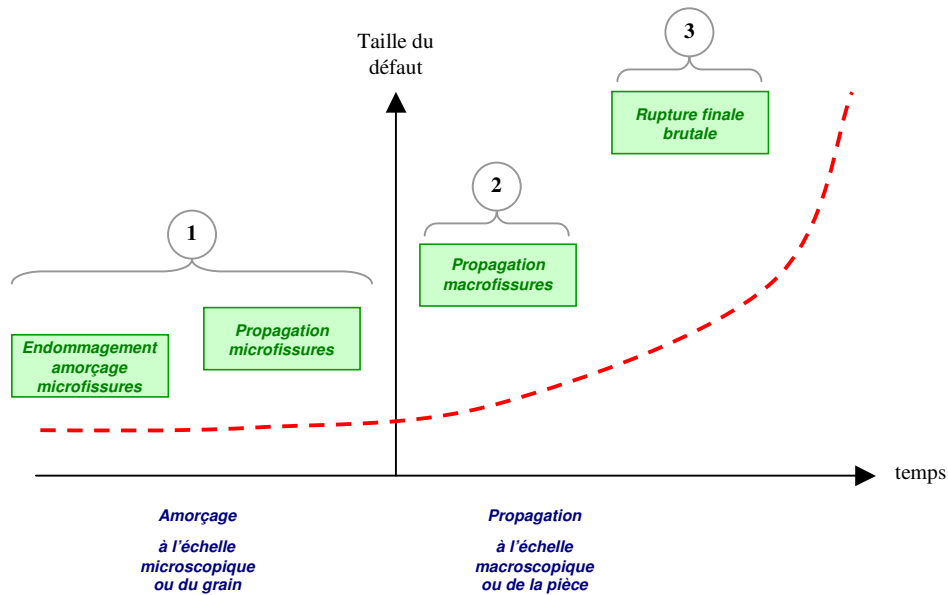 3
Taille du
défaut
Rupture finale
brutale
2
1
Propagation
macrofissures
Propagation
microfissures
Endommagement
amorçage
microfissures
temps
Amorçage
à l'échelle
microscopique
ou du grain
Propagation
à l'échelle
macroscopique
ou de la pièce